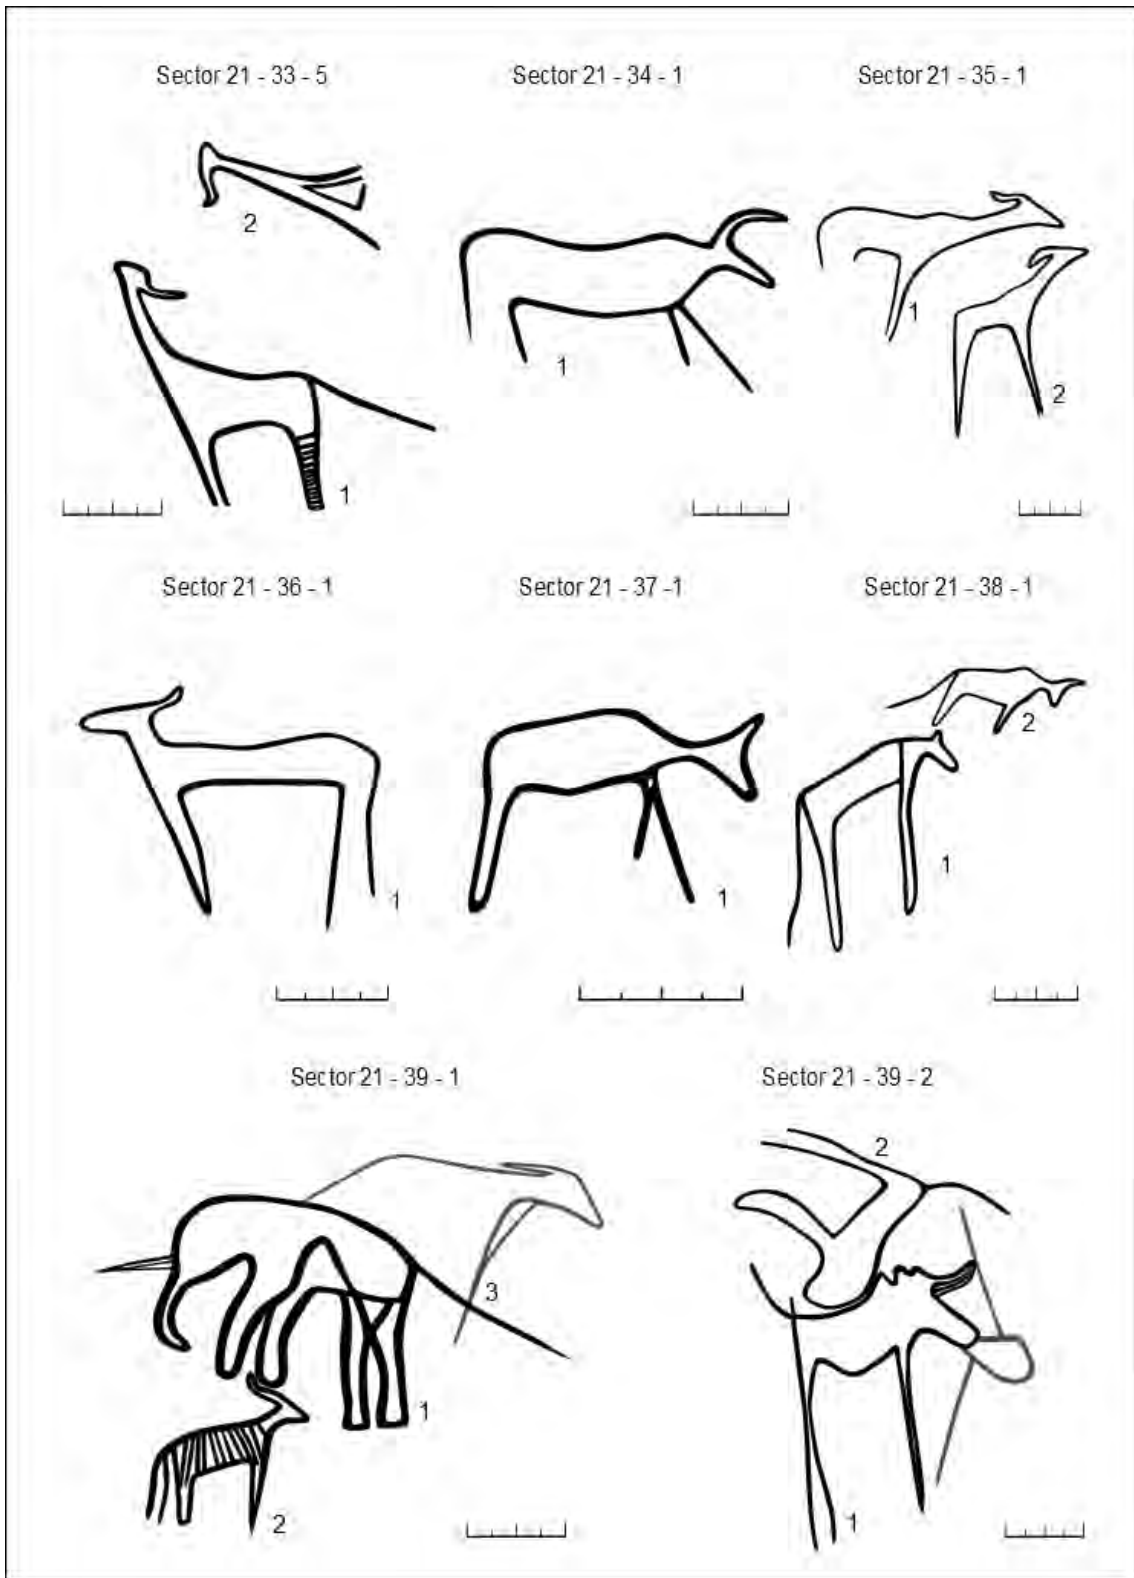 Sector 21 - 33 - 5
Sector 21 - 34 - 1
Sector 21 - 35 - 1
2
1
1
1
2
Sector 21 - 36 - 1
Sector 21 - 37 -1
Sector 21 - 38 - 1
1
1
2
1
Sector 21 - 39 - 1
Sector 21 - 39 - 2
3
1
2
2
1